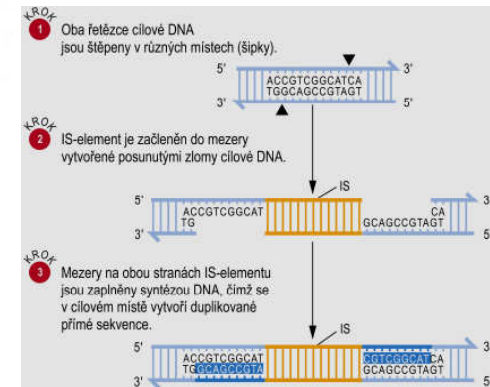 KROK
1
Oba řetězce cílové DNA
jsou štěpeny v různých místech (šipky).
5' 3'
ACCGTCGGCATCA
TGGCAGCCGTAGT
3' 5'
KROK
2
IS-element je začleněn do mezery
vytvořené posunutými zlomy cílové DNA.
IS
5' 3'
ACCGTCGGCAT CA
TG GCAGCCGTAGT
3' 5'
KROK
3
Mezery na obou stranách IS-elementu
jsou zaplněny syntézou DNA, čímž se
v cílovém místě vytvoří duplikované
přímé sekvence.
IS
5' 3'
ACCGTCGGCAT CGTCGGCATCA
TGGCAGCCGTA GCAGCCGTAGT
3' 5'